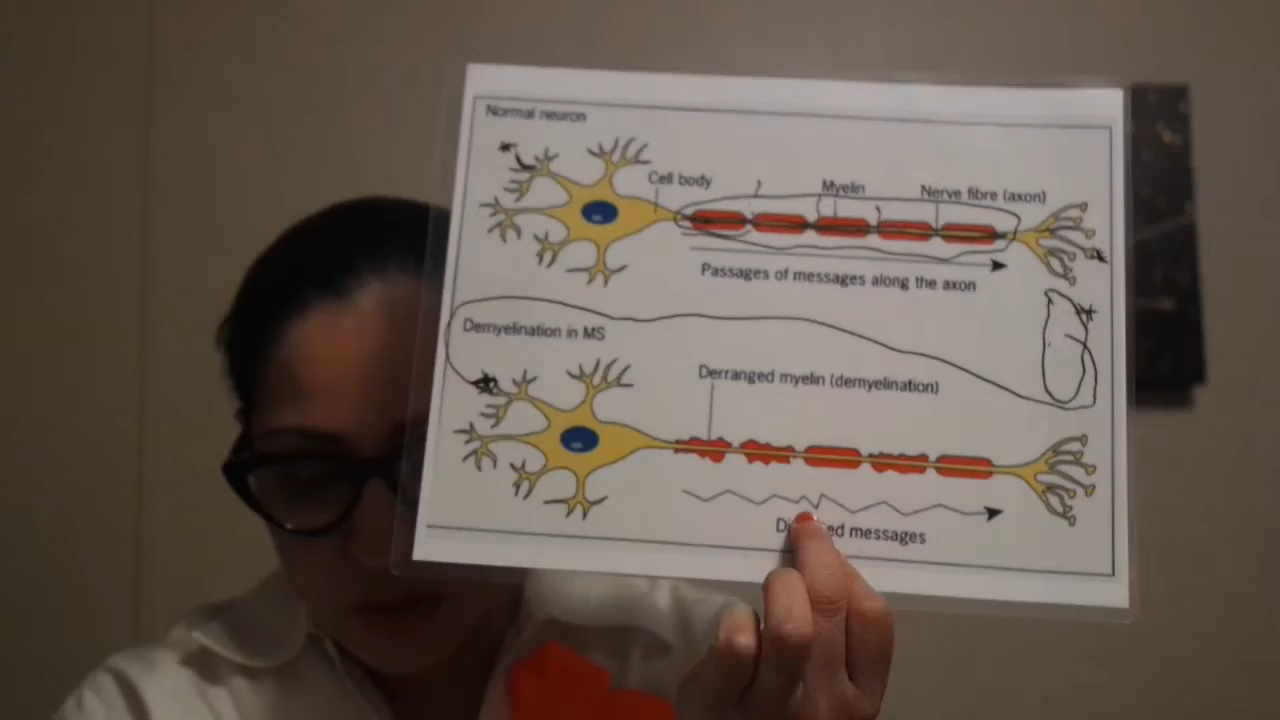 Normal neuron
Cell body
Myelin
Nerve fibre (axon)
Passages of messages along the axon
Demyelination in MS
Derranged myelin (demyelination)
messages